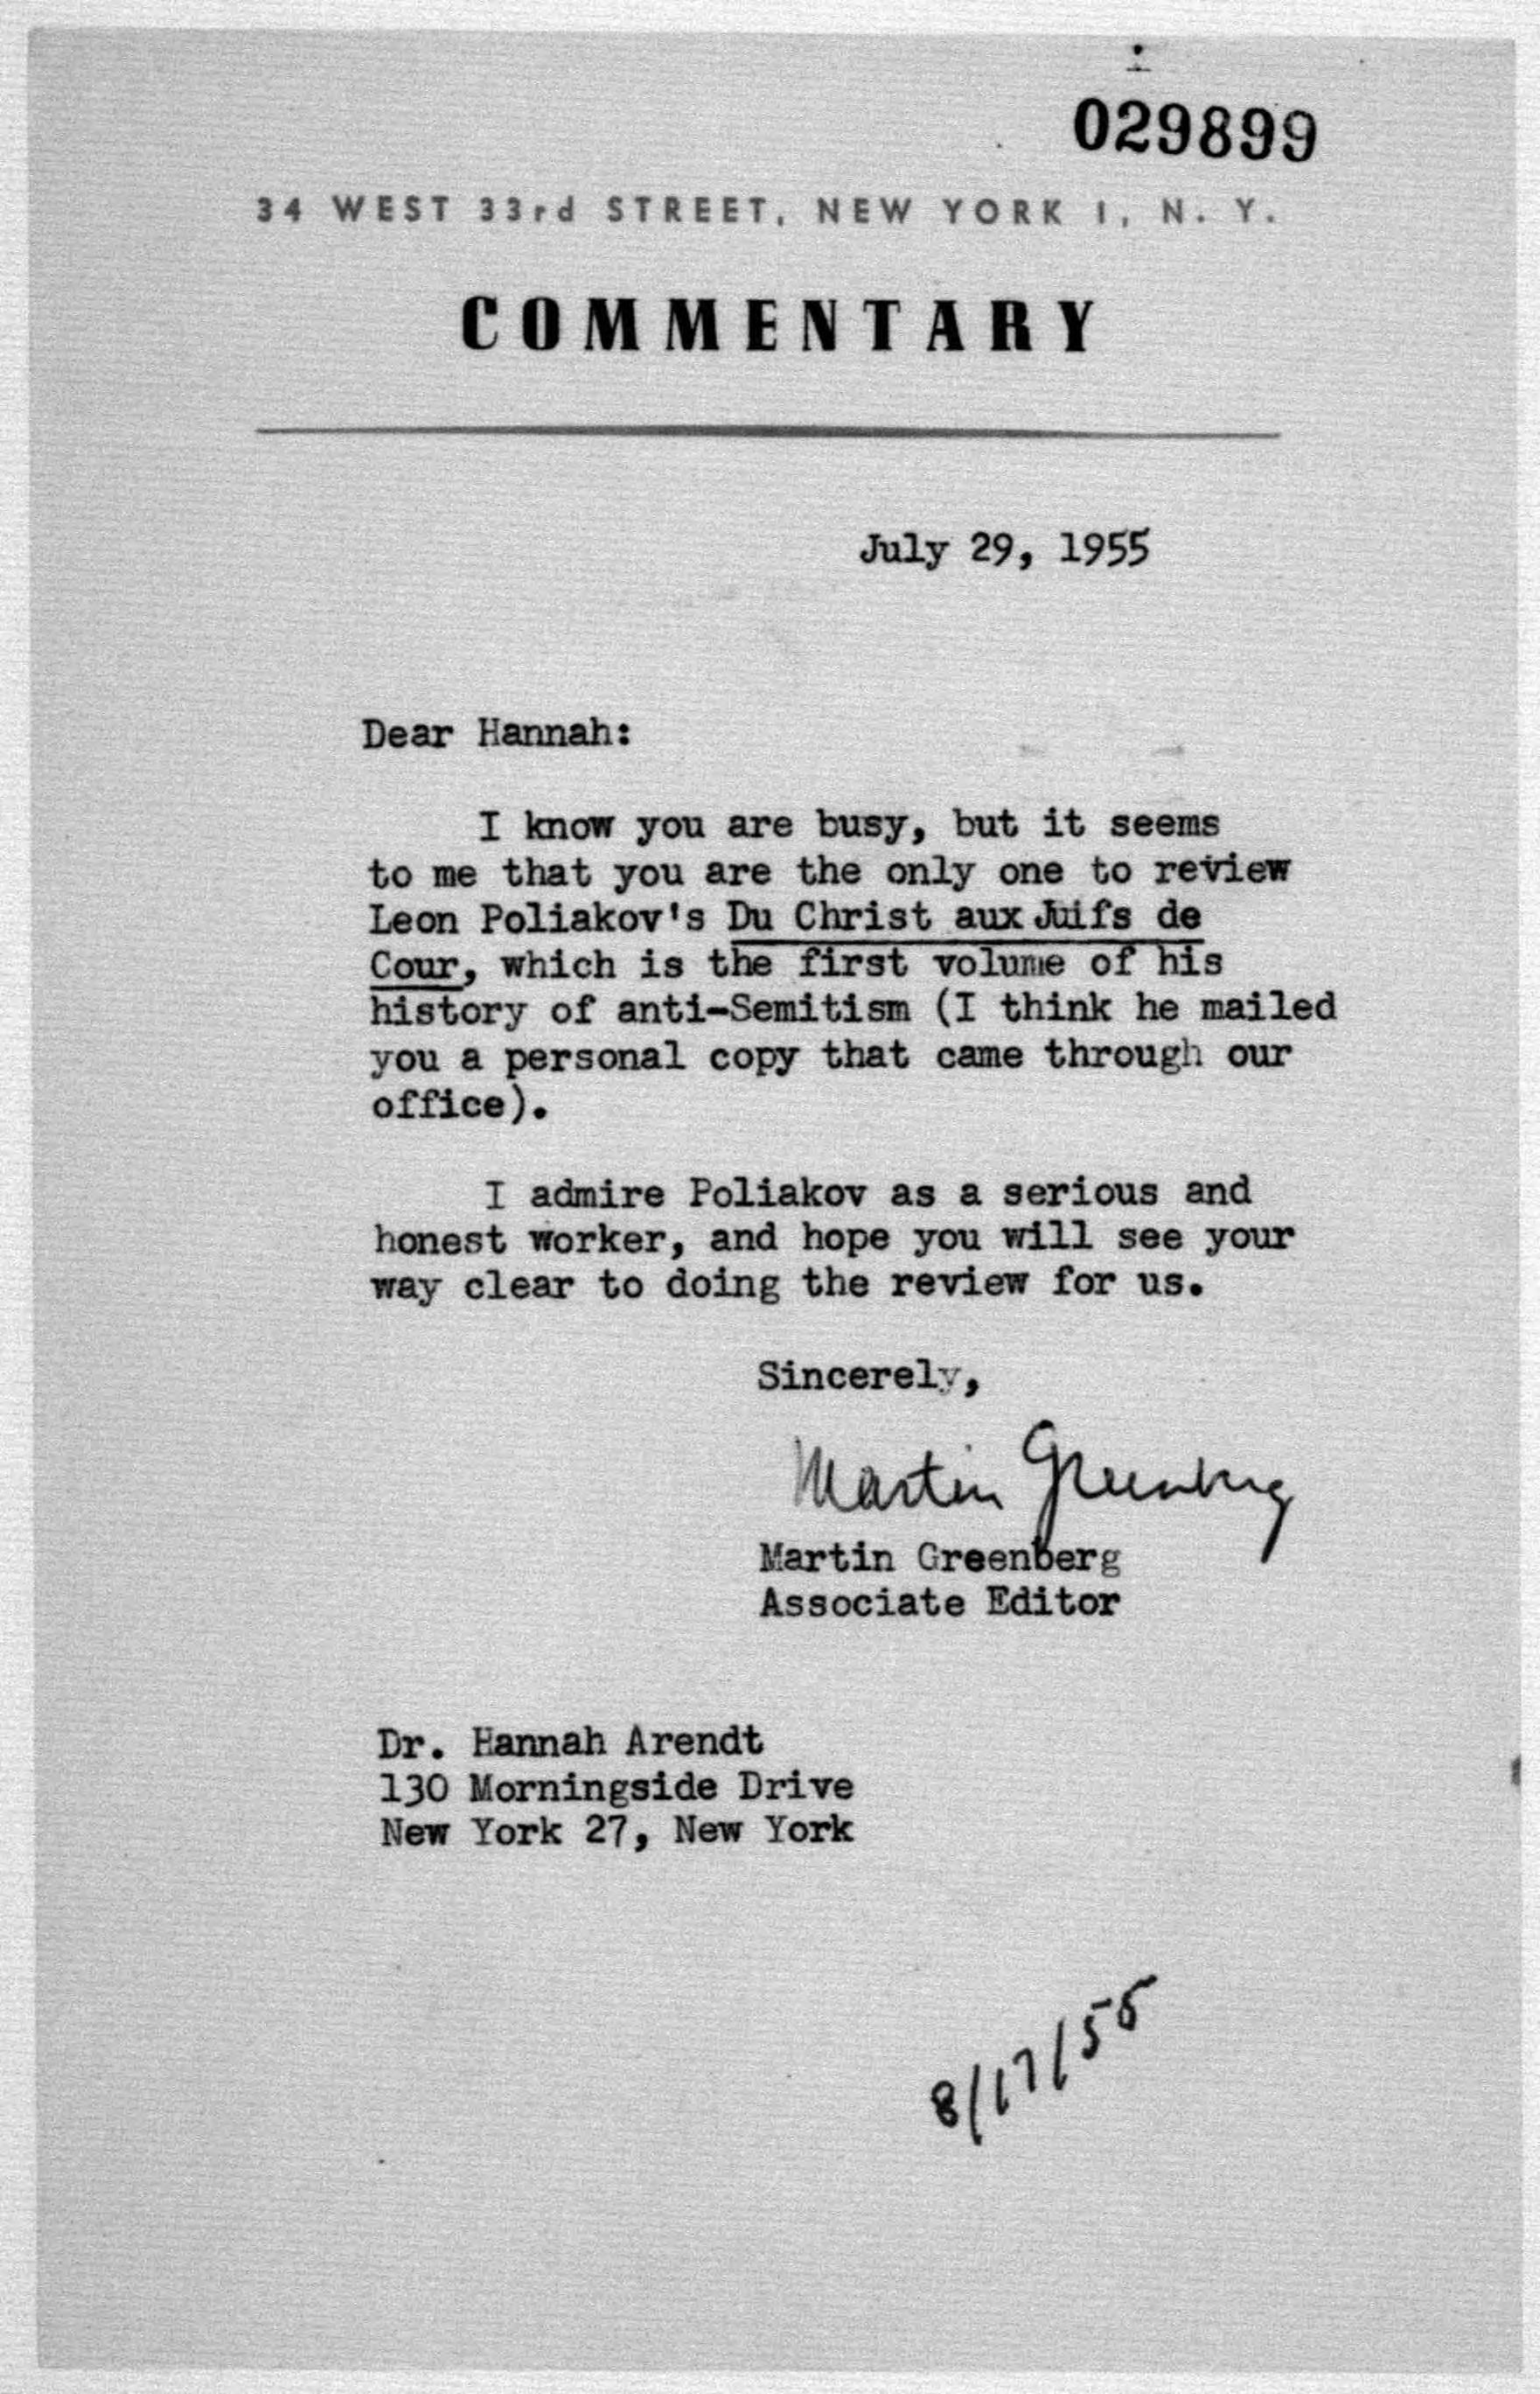 029899
34 WEST 33rd STREET, NEW YORK 1, N. Y.
COMMENTARY
July 29, 1955
Dear Hannah:
I know you are busy, but it seems
to me that you are the only one to review
Leon Poliakov's Du Christ aux Juifs de
Cour, which is the first volume of his
history of anti-Semitism (I think he mailed
you a personal copy that came through our
office).
I admire Poliakov as a serious and
honest worker, and hope you will see your
way clear to doing the review for us.
Sincerely,
Martin Greenberg
Martin Greenberg
Associate Editor
Dr. Hannah Arendt
130 Morningside Drive
New York 27, New York
8/17/55